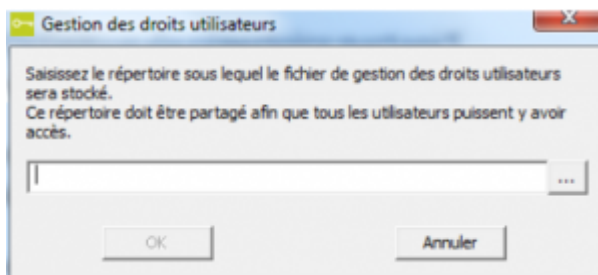 Gestion des droits utilisateurs
Saisissez le répertoire sous lequel le fichier de gestion des droits utilisateurs
sera stocké.
Ce répertoire doit être partagé afin que tous les utilisateurs puissent y avoir
accès.
...
OK
Annuler